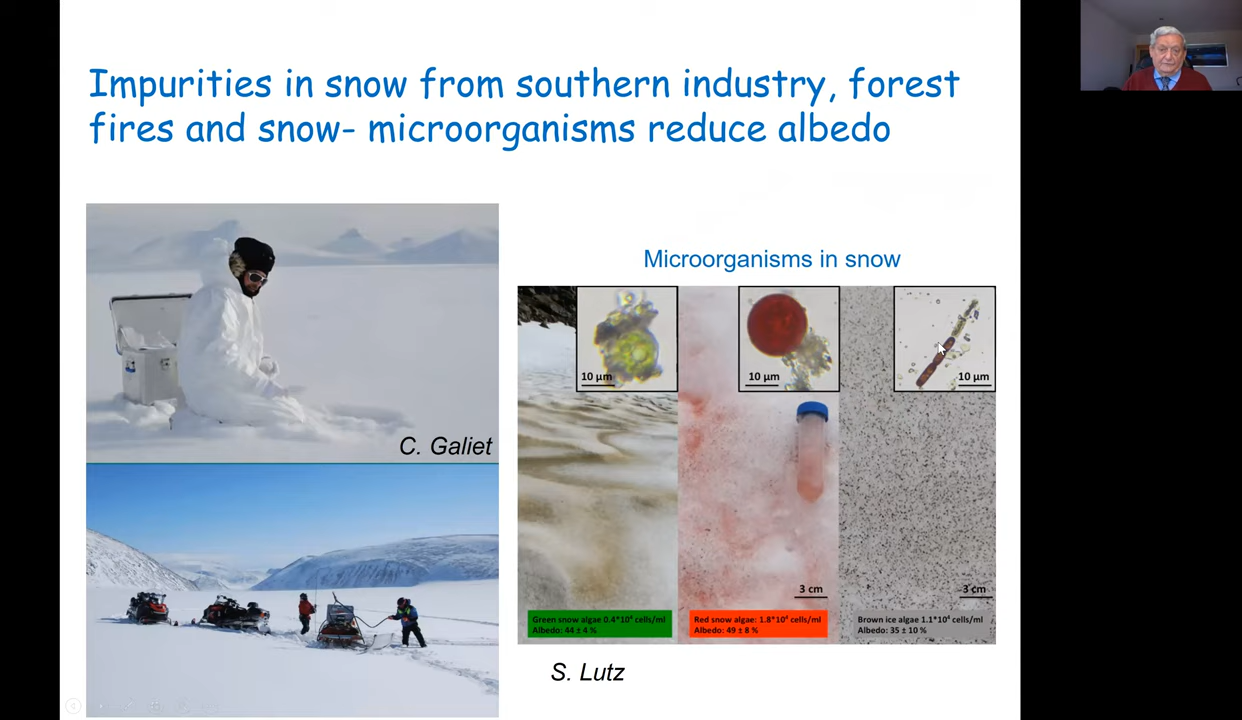 Impurities in snow from southern industry, forest
fires and snow- microorganisms reduce albedo
C. Galiet
Microorganisms in snow
10 µm
10 µm
10 µm
3 cm
3 cm
Green snow algae 0.4*10⁴ cells/ml
Albedo: 44 ± 4 %
Red snow algae: 1.8*10⁴ cells/ml
Albedo: 49 ± 8 %
Brown ice algae 1.1*10⁴ cells/ml
Albedo: 35 ± 10 %
S. Lutz